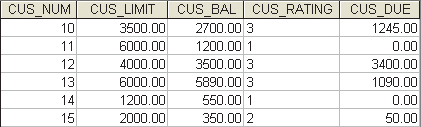 CUS_NUM CUS_LIMIT CUS_BAL CUS_RATING CUS_DUE
10 3500.00 2700.00 3 1245.00
11 6000.00 1200.00 1 0.00
12 4000.00 3500.00 3 3400.00
13 6000.00 5890.00 3 1090.00
14 1200.00 550.00 1 0.00
15 2000.00 350.00 2 50.00